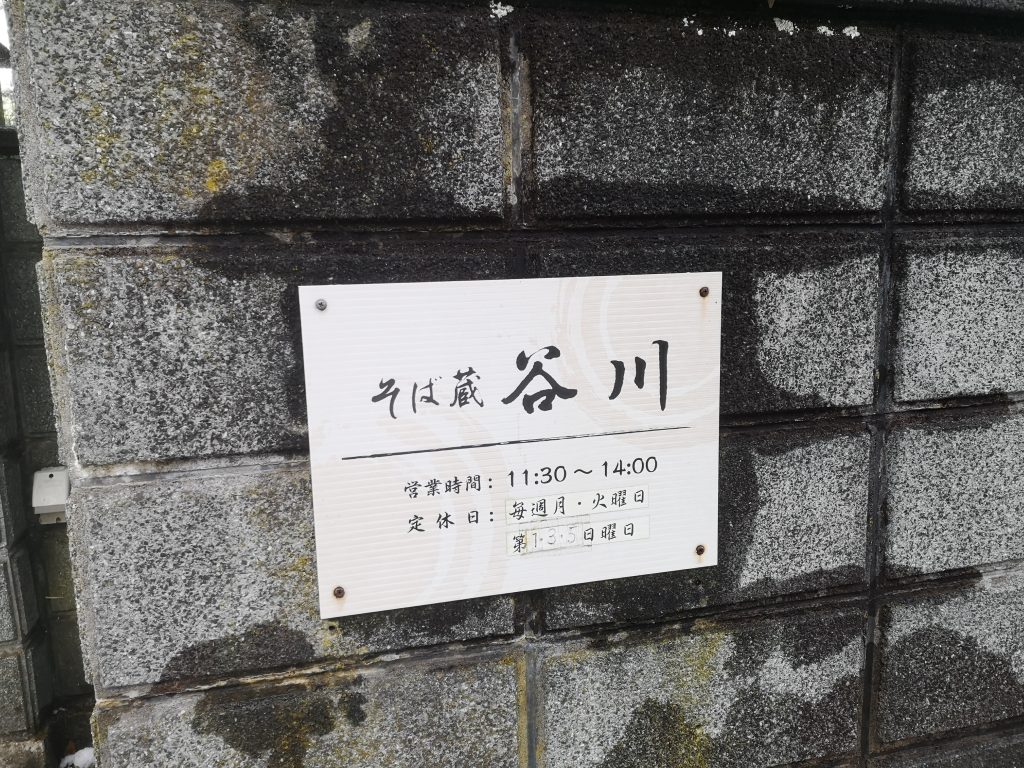 そば蔵 谷川
営業時間：11:30～14:00
定休日：毎週月・火曜日
第1・3・5日曜日